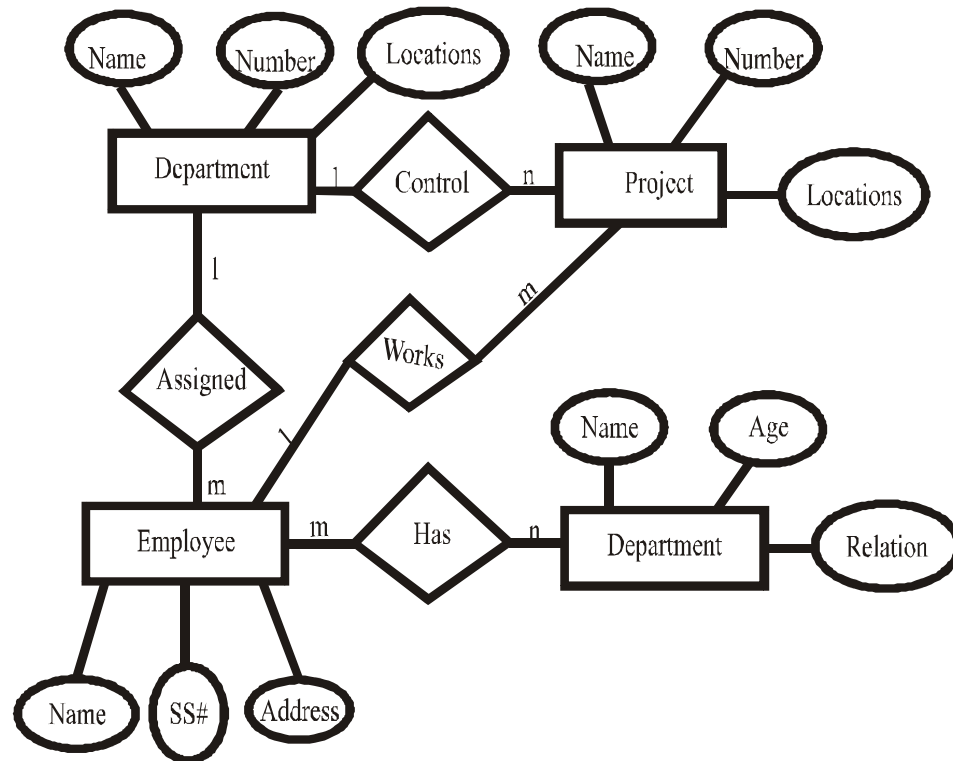 Name
Number
Locations
Name
Number
Department
1
Control
n
Project
Locations
1
m
Works
Assigned
1
Name
Age
m
Employee
m
Has
n
Department
Relation
Name
SS#
Address